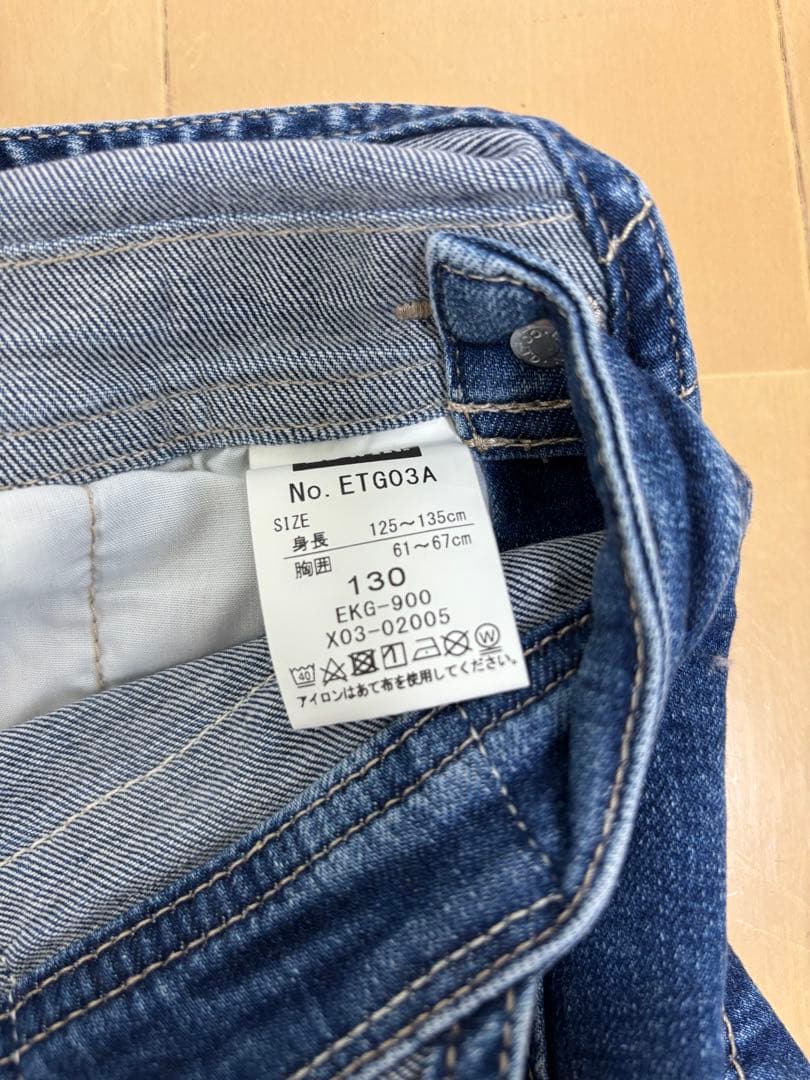 No. ETG03A
SIZE
身長 125～135cm
胸囲 61～67cm
130
EKG-900
X03-02005
40 W
アイロンはあて布を使用してください。